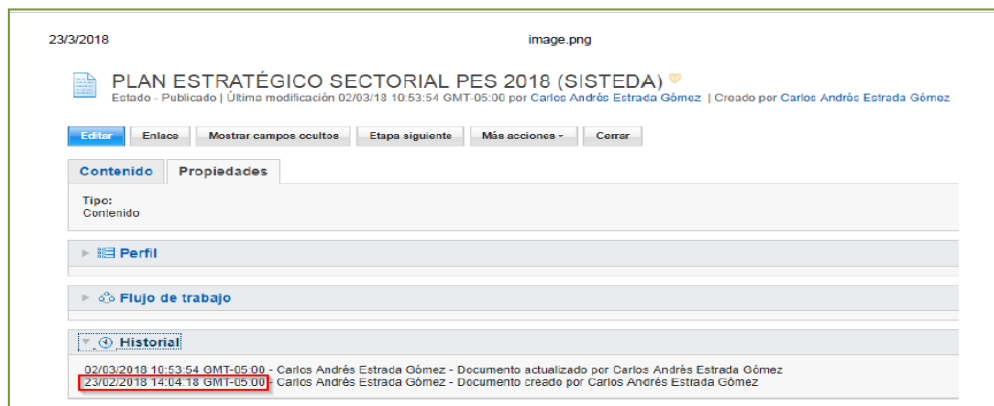 23/3/2018 image.png
PLAN ESTRATÉGICO SECTORIAL PES 2018 (SISTEDA)
Estado - Publicado | Última modificación 02/03/18 10:53:54 GMT-05:00 por Carlos Andrés Estrada Gómez | Creado por Carlos Andrés Estrada Gómez
Editar Enlace Mostrar campos ocultos Etapa siguiente Más acciones - Cerrar
Contenido Propiedades
Tipo:
Contenido
Perfil
Flujo de trabajo
Historial
02/03/2018 10:53:54 GMT-05:00 - Carlos Andrés Estrada Gómez - Documento actualizado por Carlos Andrés Estrada Gómez
23/02/2018 14:04:18 GMT-05:00 - Carlos Andrés Estrada Gómez - Documento creado por Carlos Andrés Estrada Gómez